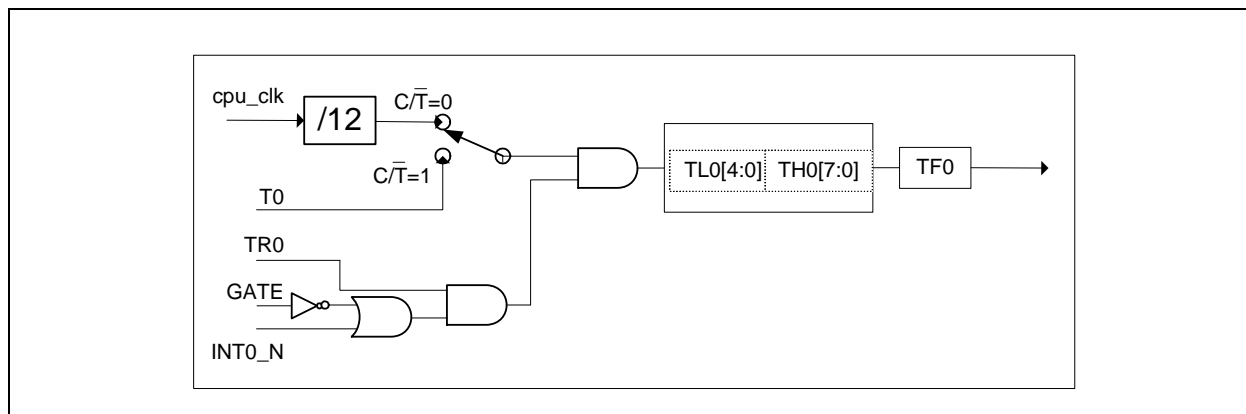 cpu_clk
/12
C/T̅=0
C/T̅=1
T0
TR0
GATE
INT0_N
TL0[4:0]
TH0[7:0]
TF0